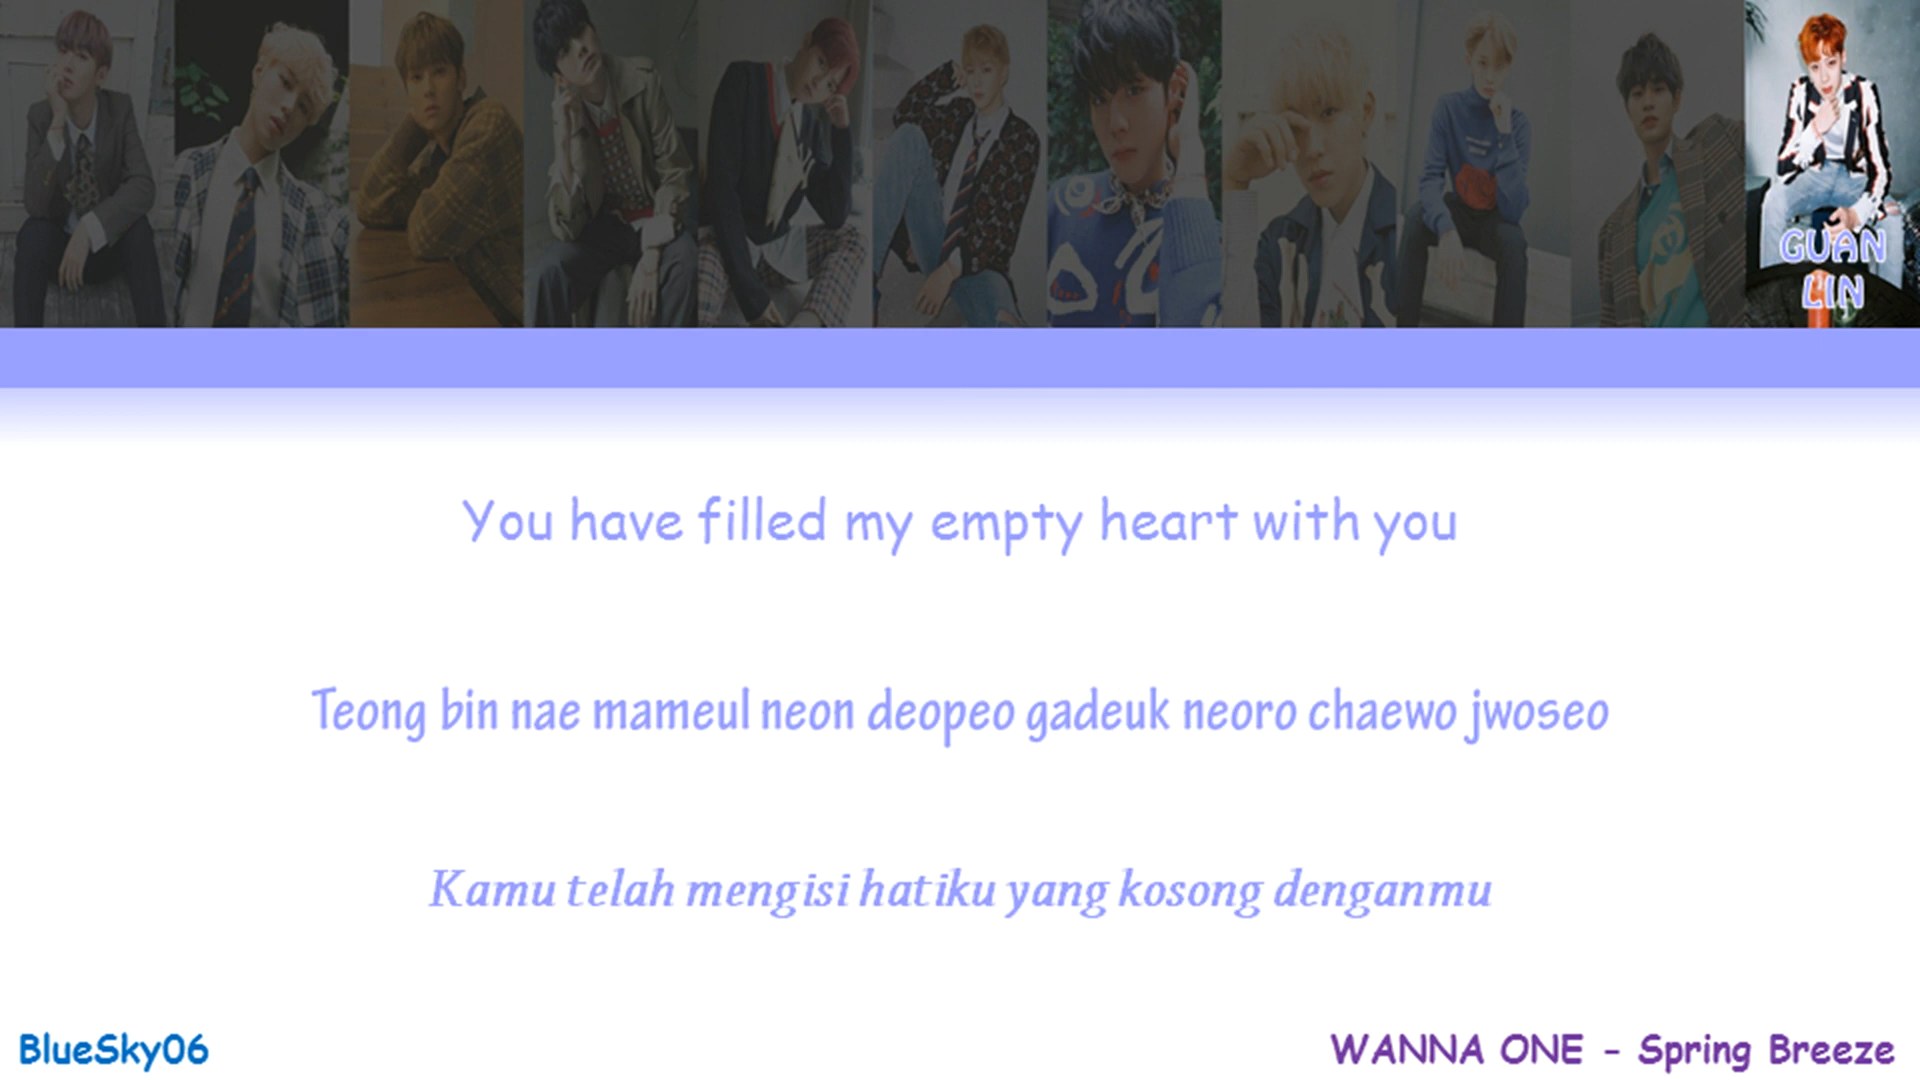 GUAN
LIN
You have filled my empty heart with you
Teong bin nae mameul neon deopeo gadeuk neoro chaewo jwoseo
Kamu telah mengisi hatiku yang kosong denganmu
BlueSky06
WANNA ONE - Spring Breeze